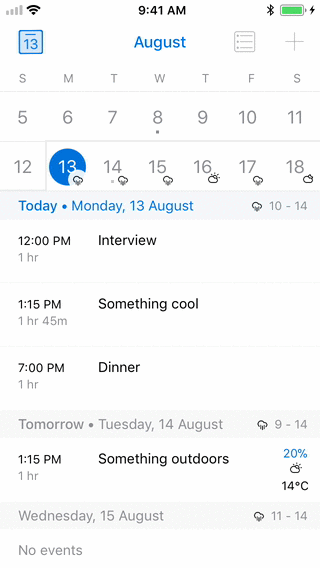 9:41 AM
13 August
S M T W T F S
5 6 7 8 9 10 11
12 13 14 15 16 17 18
Today • Monday, 13 August 10 - 14
12:00 PM Interview
1 hr
1:15 PM Something cool
1 hr 45m
7:00 PM Dinner
1 hr
Tomorrow • Tuesday, 14 August 9 - 14
20%
1:15 PM Something outdoors
1 hr
14°C
Wednesday, 15 August 11 - 14
No events